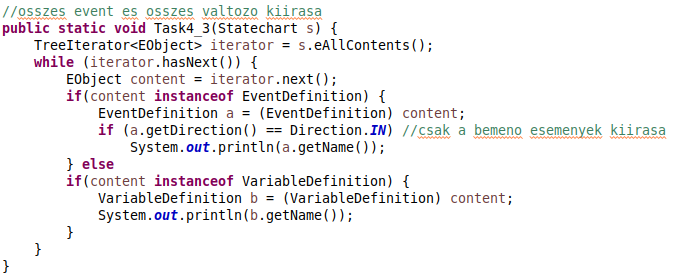 //osszes event es osszes valtozo kiirasa
public static void Task4_3(Statechart s) {
    TreeIterator<EObject> iterator = s.eAllContents();
    while (iterator.hasNext()) {
        EObject content = iterator.next();
        if(content instanceof EventDefinition) {
            EventDefinition a = (EventDefinition) content;
            if (a.getDirection() == Direction.IN) //csak a bemeno esemenyek kiirasa
                System.out.println(a.getName());
        } else
        if(content instanceof VariableDefinition) {
            VariableDefinition b = (VariableDefinition) content;
            System.out.println(b.getName());
        }
    }
}